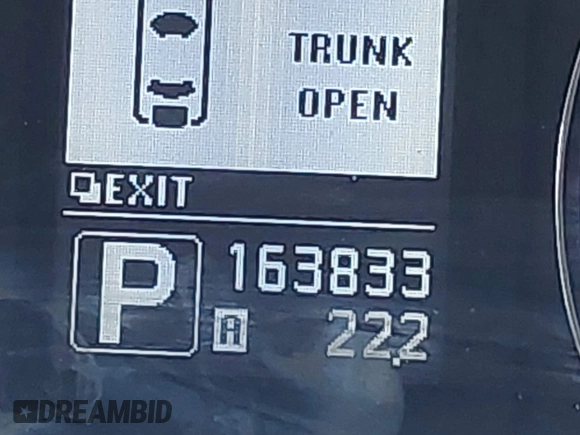 TRUNK
OPEN
EXIT
P 163833
A 22.2
DREAMBID